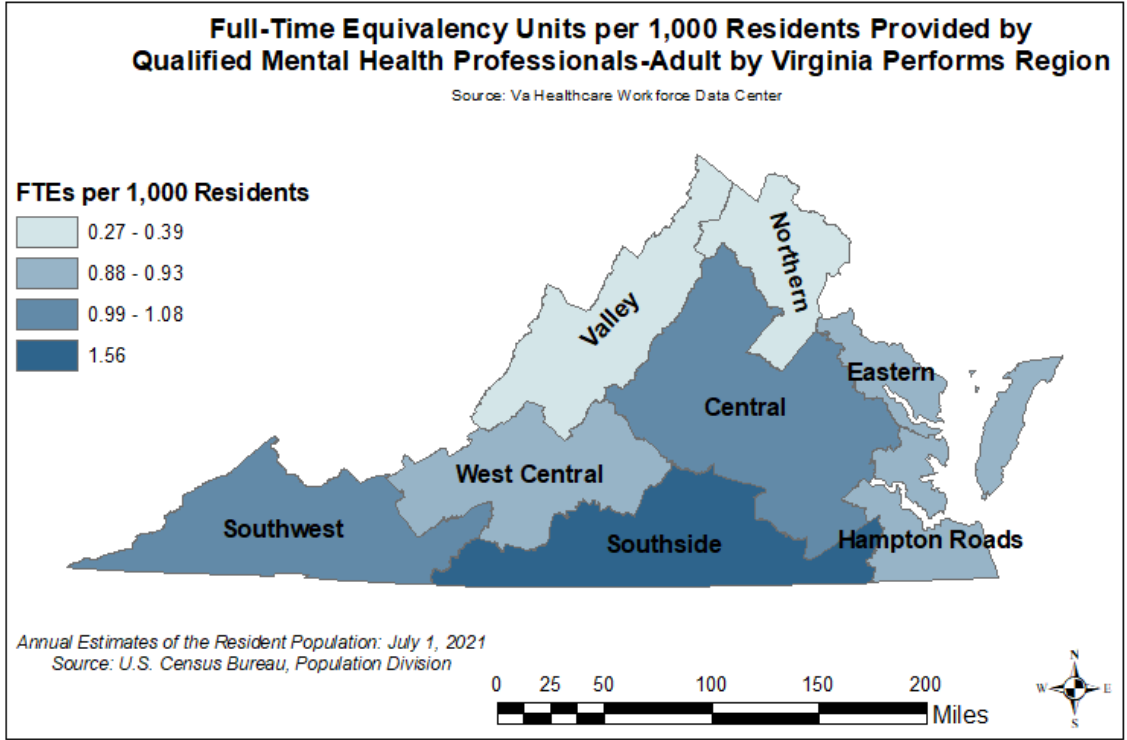 Full-Time Equivalency Units per 1,000 Residents Provided by
Qualified Mental Health Professionals-Adult by Virginia Performs Region
Source: Va Healthcare Workforce Data Center
FTEs per 1,000 Residents
0.27 - 0.39
0.88 - 0.93
0.99 - 1.08
1.56
Northern
Valley
Eastern
Central
West Central
Southwest
Southside
Hampton Roads
Annual Estimates of the Resident Population: July 1, 2021
Source: U.S. Census Bureau, Population Division
0 25 50 100 150 200
Miles
N
W E
S